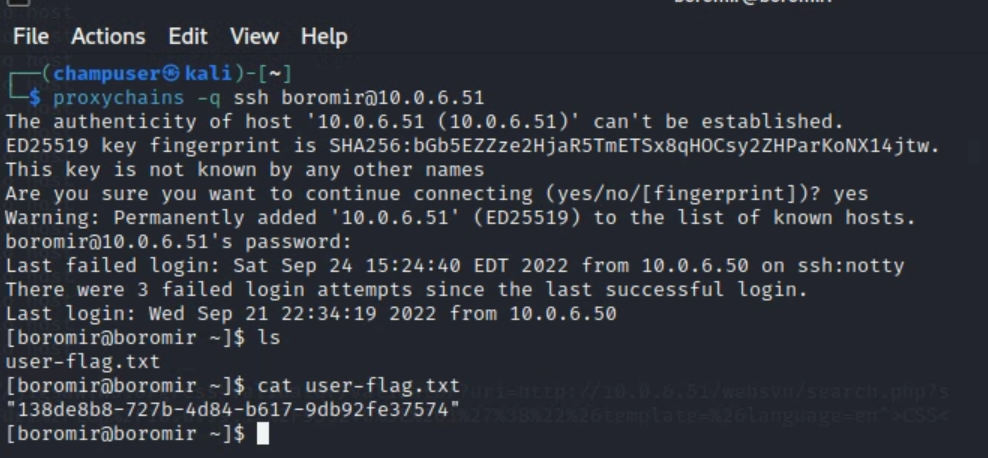 File Actions Edit View Help
┌──(champuser㉿kali)-[~]
└─$ proxychains -q ssh boromir@10.0.6.51
The authenticity of host '10.0.6.51 (10.0.6.51)' can't be established.
ED25519 key fingerprint is SHA256:bGb5EZZze2HjaR5TmETSx8qHOCsy2ZHParKoNX14jtw.
This key is not known by any other names
Are you sure you want to continue connecting (yes/no/[fingerprint])? yes
Warning: Permanently added '10.0.6.51' (ED25519) to the list of known hosts.
boromir@10.0.6.51's password:
Last failed login: Sat Sep 24 15:24:40 EDT 2022 from 10.0.6.50 on ssh:notty
There were 3 failed login attempts since the last successful login.
Last login: Wed Sep 21 22:34:19 2022 from 10.0.6.50
[boromir@boromir ~]$ ls
user-flag.txt
[boromir@boromir ~]$ cat user-flag.txt
"138de8b8-727b-4d84-b617-9db92fe37574"
[boromir@boromir ~]$